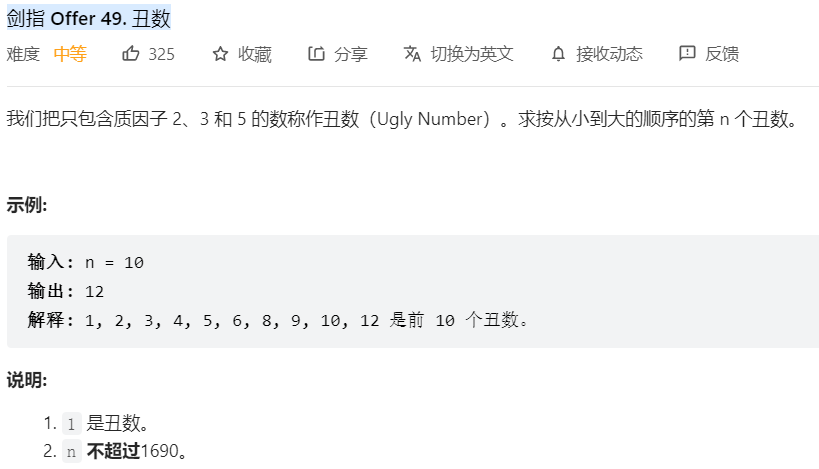 剑指 Offer 49. 丑数
难度 中等 325 收藏 分享 切换为英文 接收动态 反馈
我们把只包含质因子 2、3 和 5 的数称作丑数（Ugly Number）。求按从小到大的顺序的第 n 个丑数。
示例:
输入: n = 10
输出: 12
解释: 1, 2, 3, 4, 5, 6, 8, 9, 10, 12 是前 10 个丑数。
说明:
1. 1 是丑数。
2. n 不超过1690。